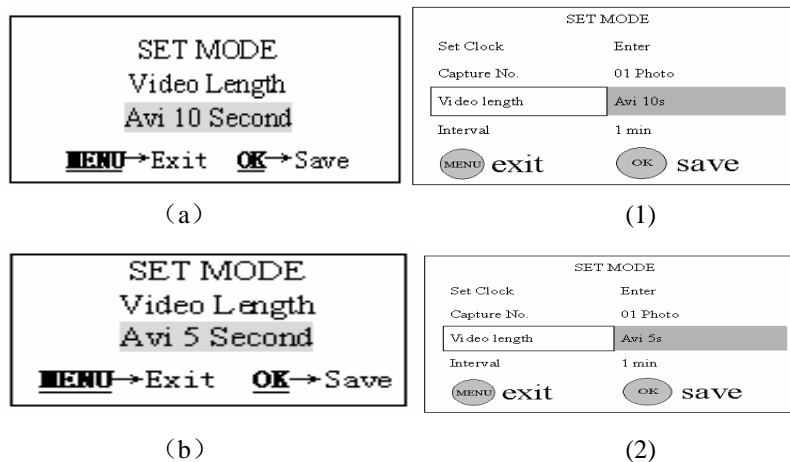 SET MODE
Video Length
Avi 10 Second
MENU→Exit OK→Save
(a)
SET MODE
Set Clock Enter
Capture No. 01 Photo
Video length Avi 10s
Interval 1 min
MENU exit OK save
(1)
SET MODE
Video Length
Avi 5 Second
MENU→Exit OK→Save
(b)
SET MODE
Set Clock Enter
Capture No. 01 Photo
Video length Avi 5s
Interval 1 min
MENU exit OK save
(2)